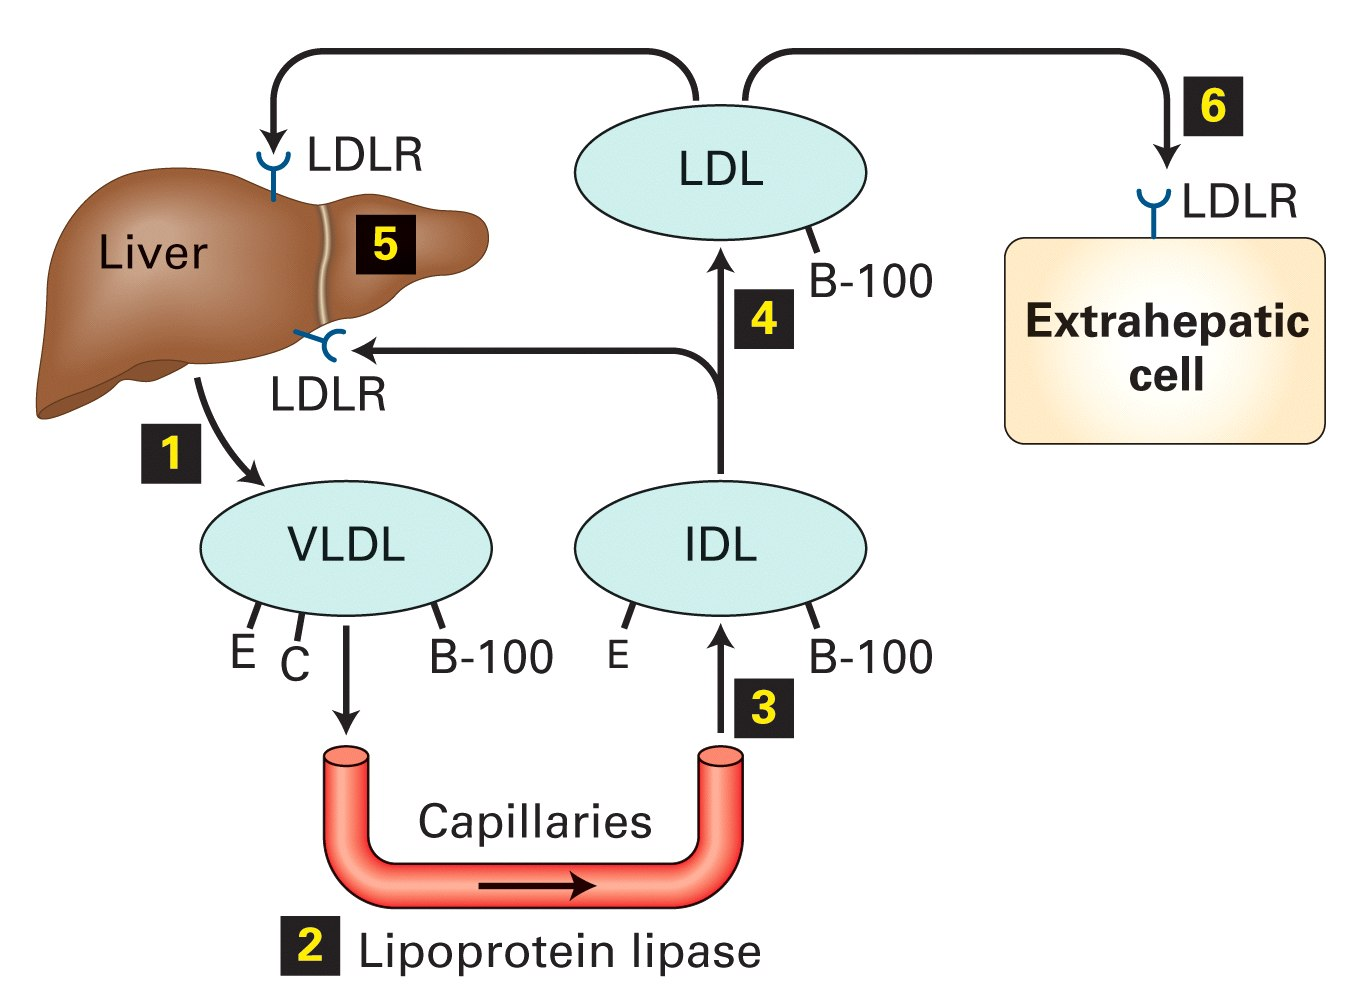 LDL
6
LDLR
LDLR
Liver
5
B-100
4
Extrahepatic
cell
LDLR
1
VLDL
IDL
E
C
B-100
E
B-100
3
Capillaries
2
Lipoprotein lipase